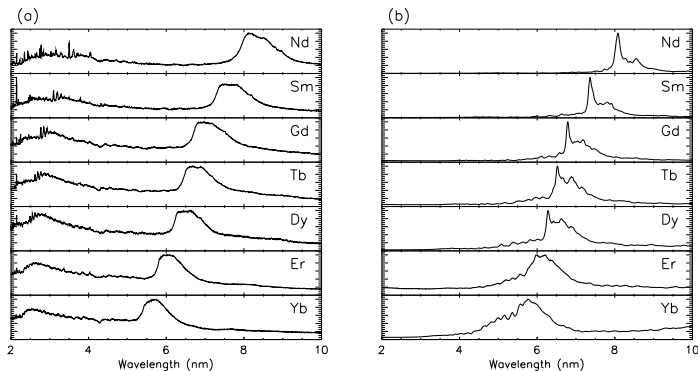 (a)
Nd
Sm
Gd
Tb
Dy
Er
Yb
2 4 6 8 10
Wavelength (nm)
(b)
Nd
Sm
Gd
Tb
Dy
Er
Yb
2 4 6 8 10
Wavelength (nm)